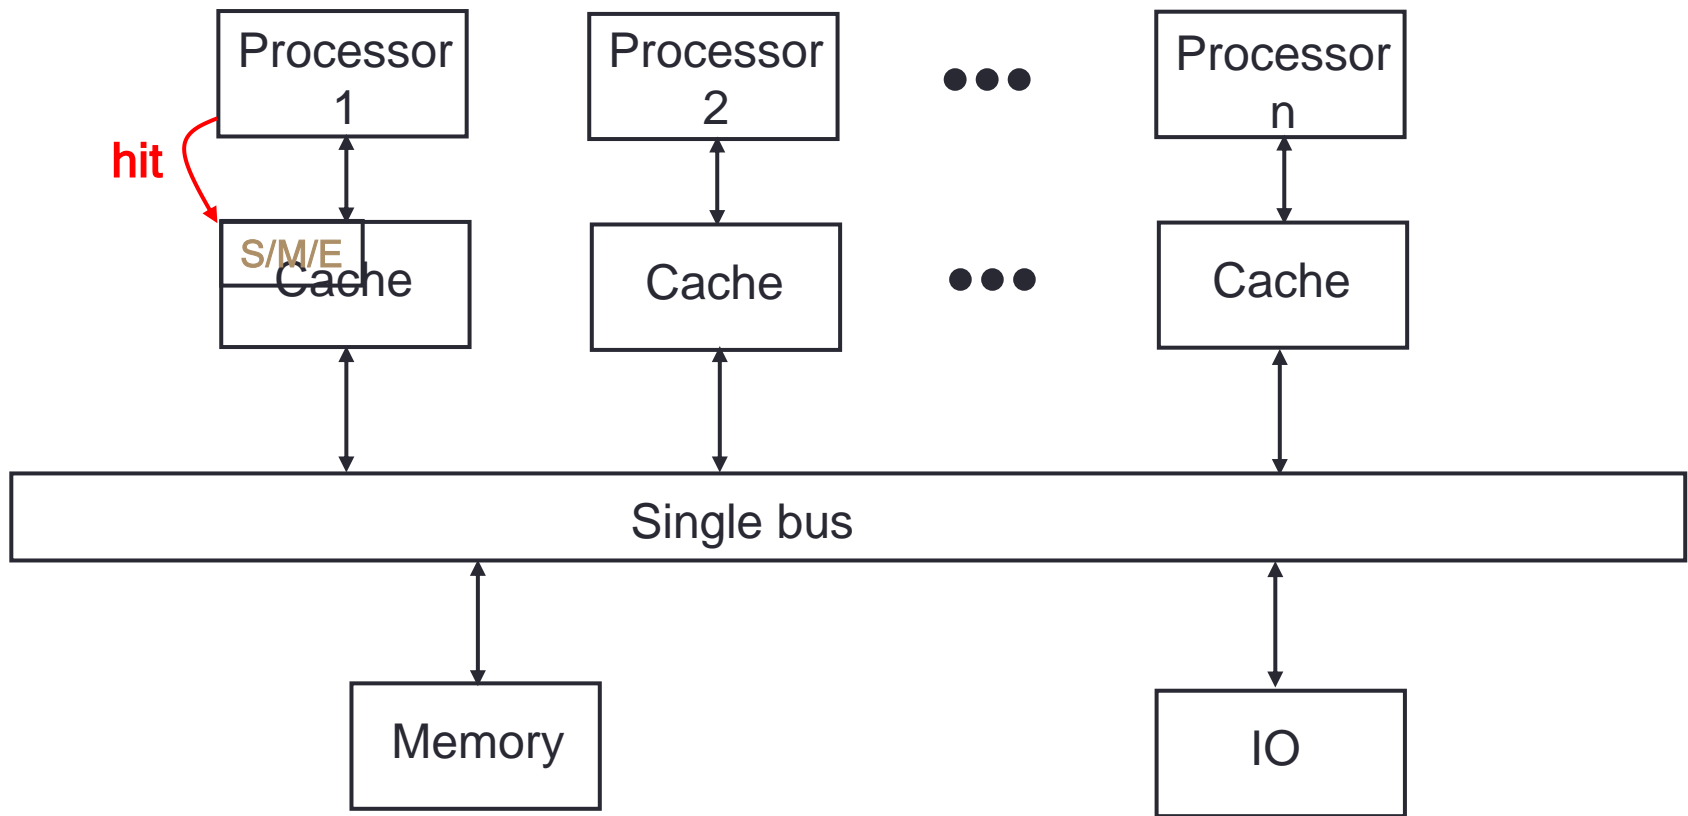 Processor
1
Processor
2
Processor
n
hit
S/M/E
Cache
Cache
Cache
Single bus
Memory
IO